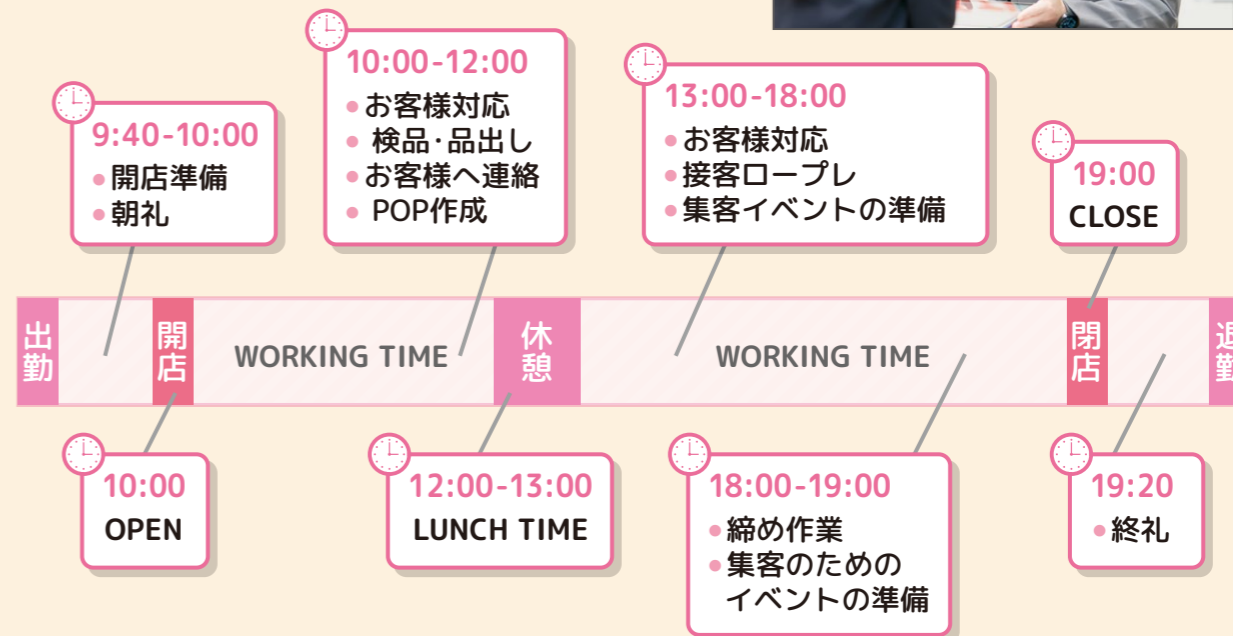 9:40-10:00
・開店準備
・朝礼
10:00-12:00
・お客様対応
・検品・品出し
・お客様へ連絡
・POP作成
13:00-18:00
・お客様対応
・接客ロープレ
・集客イベントの準備
19:00
CLOSE
出勤
開店
WORKING TIME
休憩
WORKING TIME
閉店
退勤
10:00
OPEN
12:00-13:00
LUNCH TIME
18:00-19:00
・締め作業
・集客のための
イベントの準備
19:20
・終礼